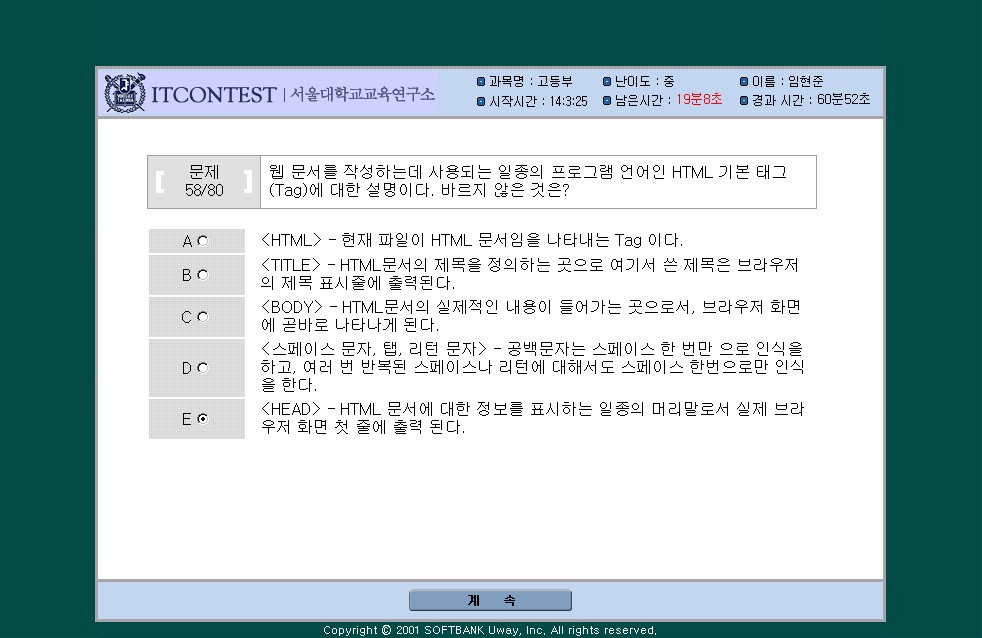 ITCONTEST | 서울대학교교육연구소
과목명 : 고등부 난이도 : 중 이름 : 임현준
시작시간 : 14:3:25 남은시간 : 19분8초 경과 시간 : 60분52초
문제
58/80
웹 문서를 작성하는데 사용되는 일종의 프로그램 언어인 HTML 기본 태그
(Tag)에 대한 설명이다. 바르지 않은 것은?
A <HTML> - 현재 파일이 HTML 문서임을 나타내는 Tag 이다.
B <TITLE> - HTML문서의 제목을 정의하는 곳으로 여기서 쓴 제목은 브라우저
의 제목 표시줄에 출력된다.
C <BODY> - HTML문서의 실제적인 내용이 들어가는 곳으로서, 브라우저 화면
에 곧바로 나타나게 된다.
D <스페이스 문자, 탭, 리턴 문자> - 공백문자는 스페이스 한 번만 으로 인식을
하고, 여러 번 반복된 스페이스나 리턴에 대해서도 스페이스 한번으로만 인식
을 한다.
E <HEAD> - HTML 문서에 대한 정보를 표시하는 일종의 머리말로서 실제 브라
우저 화면 첫 줄에 출력 된다.
계 속
Copyright © 2001 SOFTBANK Uway, Inc. All rights reserved.